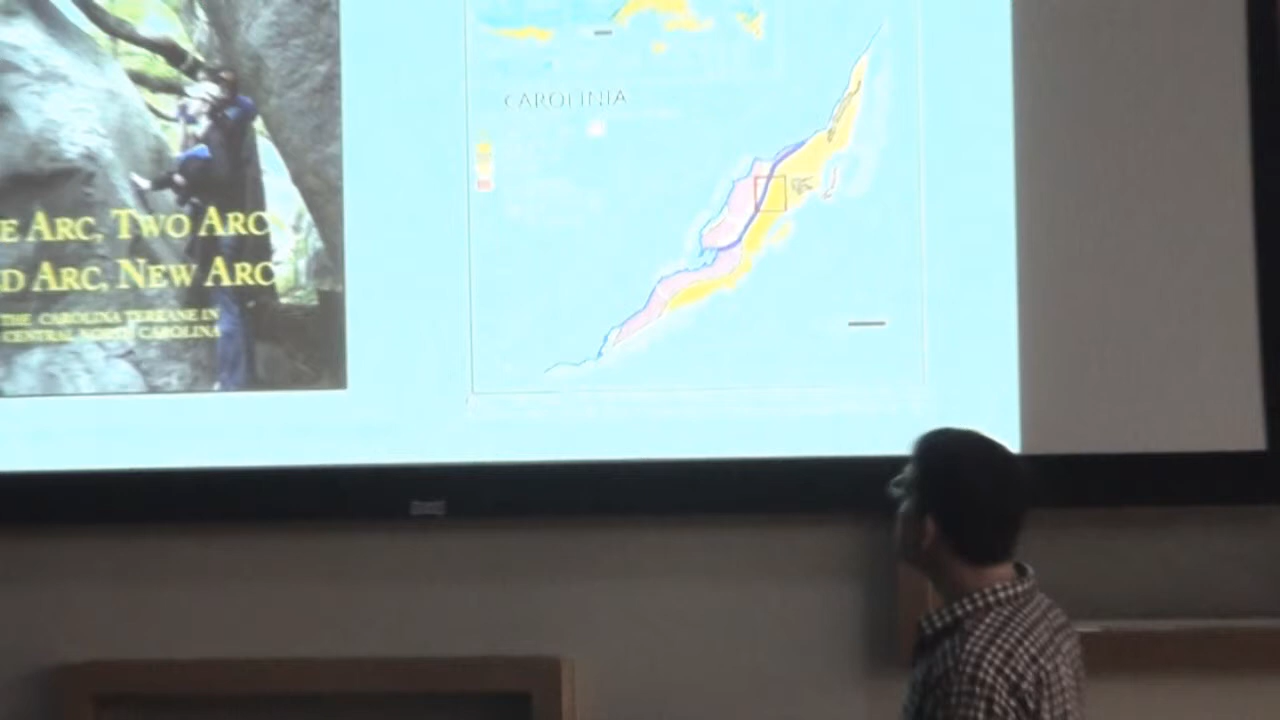 E ARC, TWO ARC
D ARC, NEW ARC
THE CAROLINA TERRANE IN
CENTRAL NORTH CAROLINA
CAROLINIA